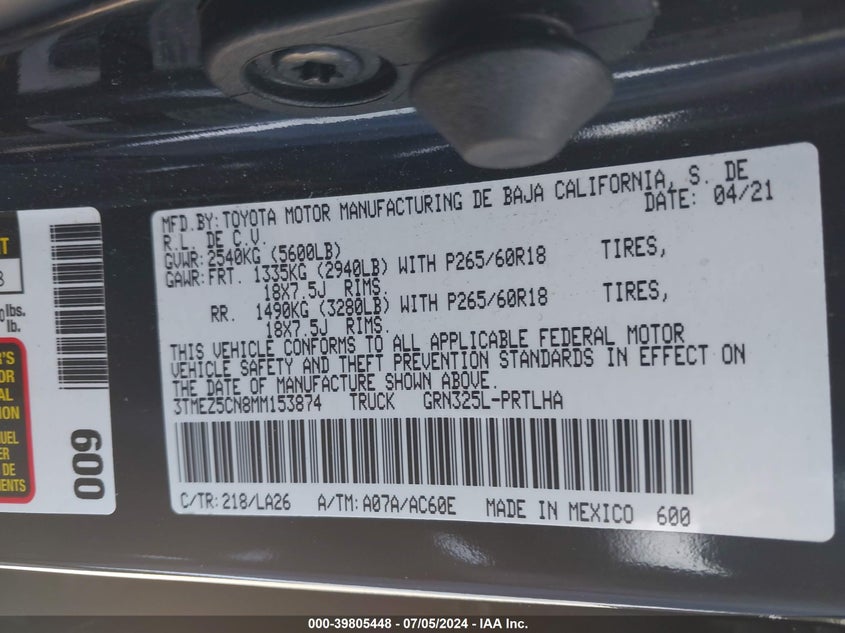 MFD.BY:TOYOTA MOTOR MANUFACTURING DE BAJA CALIFORNIA, S. DE
R.L. DE C.V. DATE: 04/21
GVWR:2540KG (5600LB)
GAWR:FRT. 1335KG (2940LB) WITH P265/60R18 TIRES,
18X7.5J RIMS
RR. 1490KG (3280LB) WITH P265/60R18 TIRES,
18X7.5J RIMS.
THIS VEHICLE CONFORMS TO ALL APPLICABLE FEDERAL MOTOR
VEHICLE SAFETY AND THEFT PREVENTION STANDARDS IN EFFECT ON
THE DATE OF MANUFACTURE SHOWN ABOVE.
3TMEZ5CN8MM153874 TRUCK GRN325L-PRTLHA
C/TR:218/LA26 A/TM:A07A/AC60E MADE IN MEXICO 600
lbs.
lb.
DE
009
000-39805448 - 07/05/2024 - IAA Inc.